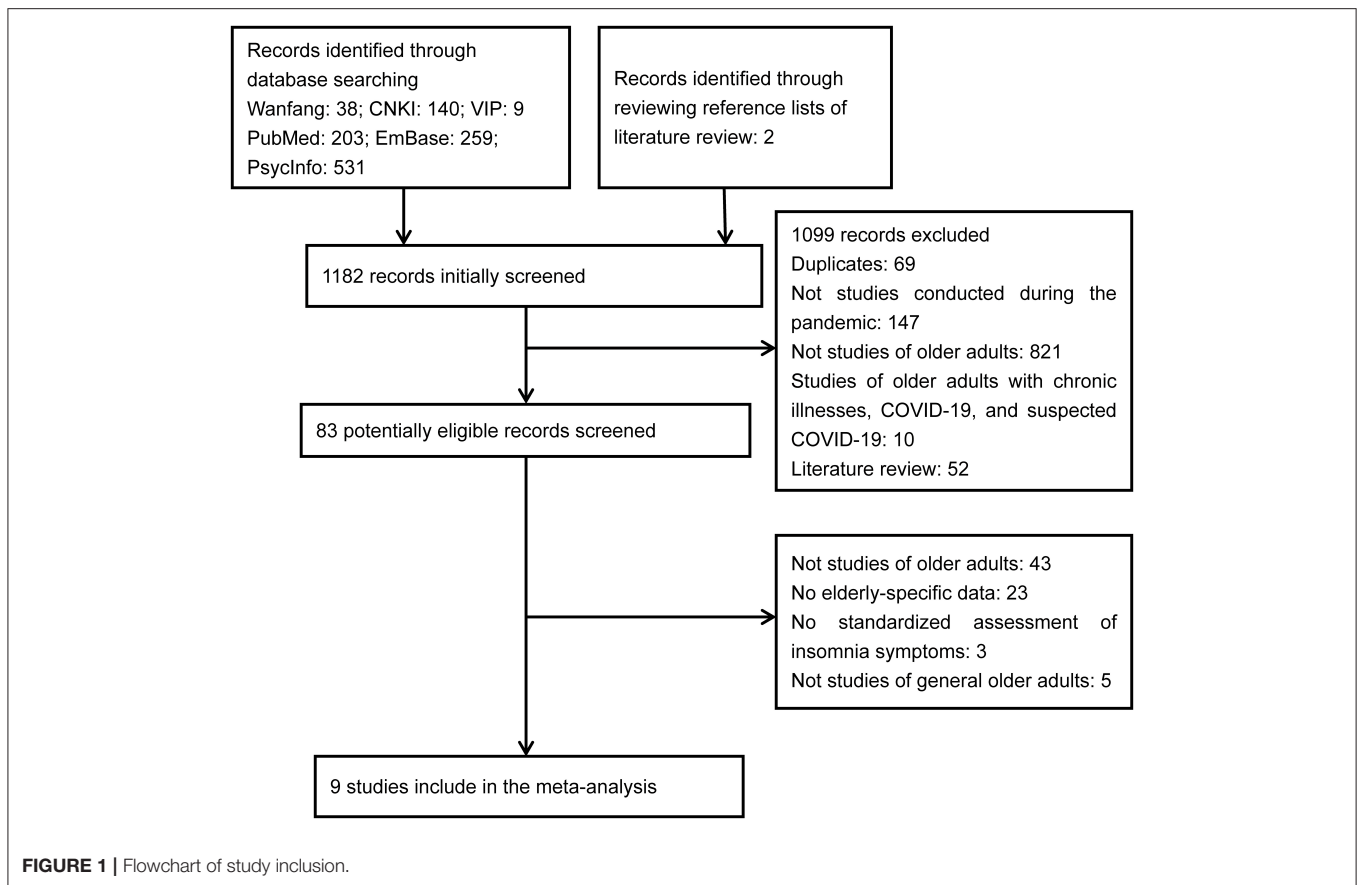 Records identified through
database searching
Wanfang: 38; CNKI: 140; VIP: 9
PubMed: 203; EmBase: 259;
PsycInfo: 531
Records identified through
reviewing reference lists of
literature review: 2
1182 records initially screened
1099 records excluded
Duplicates: 69
Not studies conducted during the
pandemic: 147
Not studies of older adults: 821
Studies of older adults with chronic
illnesses, COVID-19, and suspected
COVID-19: 10
Literature review: 52
83 potentially eligible records screened
Not studies of older adults: 43
No elderly-specific data: 23
No standardized assessment of
insomnia symptoms: 3
Not studies of general older adults: 5
9 studies include in the meta-analysis
FIGURE 1 | Flowchart of study inclusion.